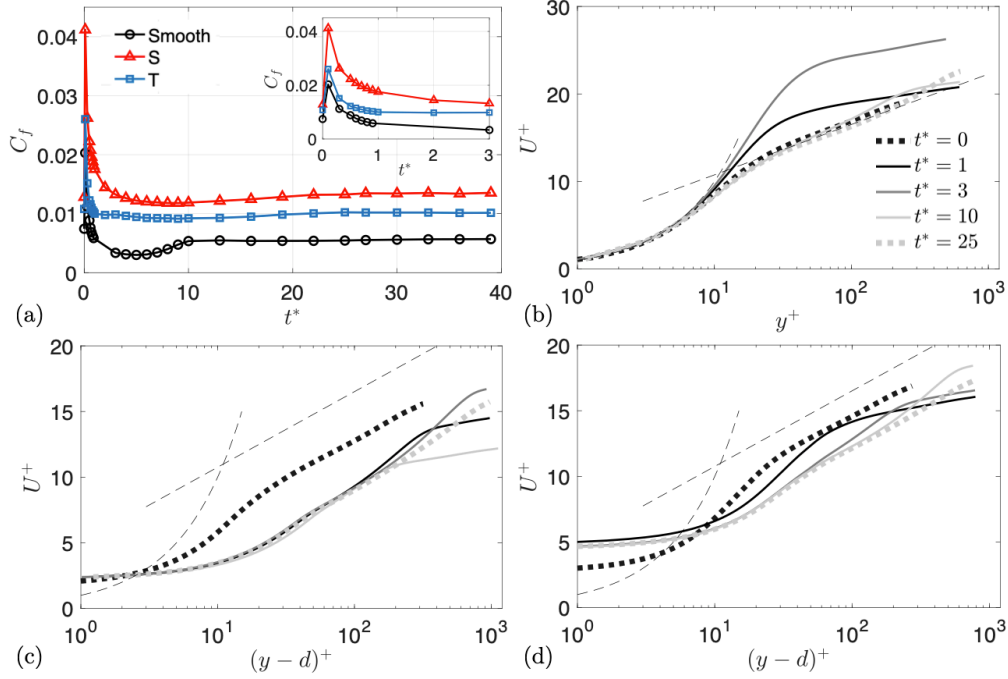 0.04
0.03
0.02
0.01
0
C_f
Smooth
S
T
0.04
0.02
0
C_f
0
1
2
3
t*
0
10
20
30
40
(a)
t*
30
20
10
0
U⁺
t* = 0
t* = 1
t* = 3
t* = 10
t* = 25
10⁰
10¹
10²
10³
(b)
y⁺
20
15
10
5
0
U⁺
10⁰
10¹
10²
10³
(c)
(y − d)⁺
20
15
10
5
0
U⁺
10⁰
10¹
10²
10³
(d)
(y − d)⁺